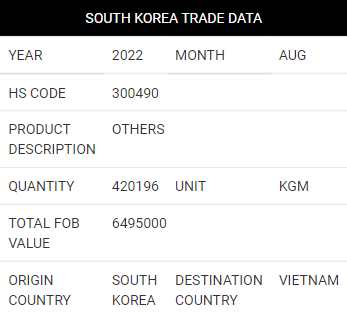 SOUTH KOREA TRADE DATA
YEAR 2022 MONTH AUG
HS CODE 300490
PRODUCT OTHERS
DESCRIPTION
QUANTITY 420196 UNIT KGM
TOTAL FOB 6495000
VALUE
ORIGIN SOUTH DESTINATION VIETNAM
COUNTRY KOREA COUNTRY